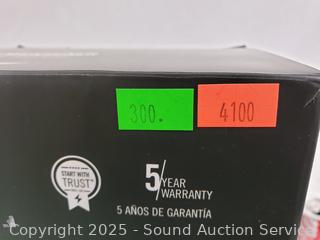 300.
4100
START WITH
TRUST
5/YEAR
WARRANTY
5 AÑOS DE GARANTÍA
Copyright 2025 - Sound Auction Service